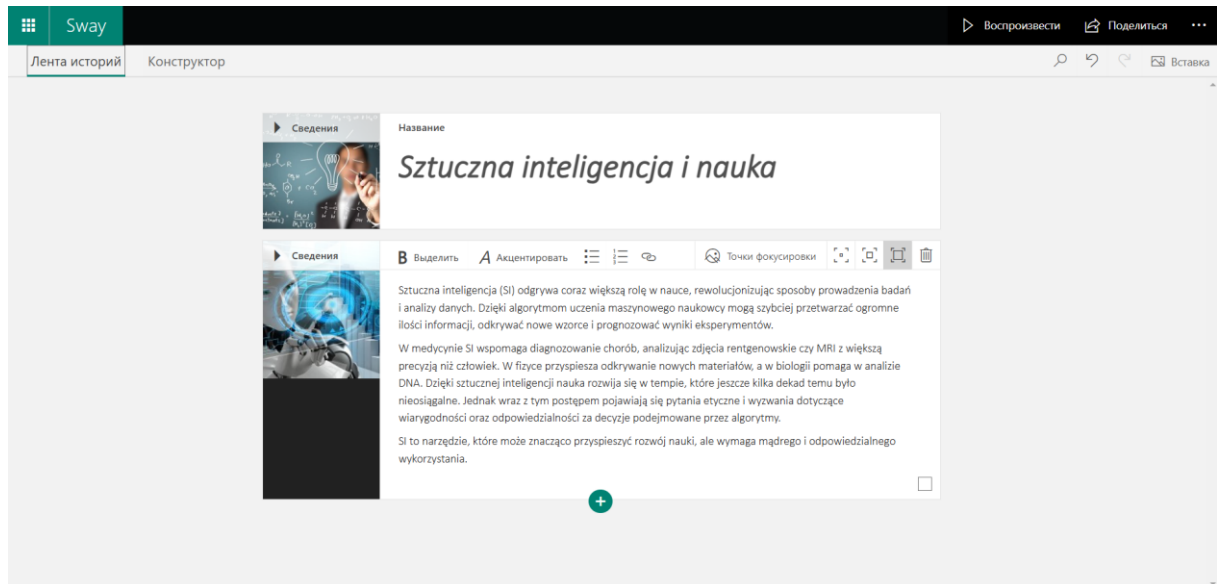 Sway
Воспроизвести
Поделиться
Лента историй
Конструктор
Вставка
Сведения
Название
Sztuczna inteligencja i nauka
Сведения
B Выделить
A Акцентировать
Точки фокусировки
Sztuczna inteligencja (SI) odgrywa coraz większą rolę w nauce, rewolucjonizując sposoby prowadzenia badań
i analizy danych. Dzięki algorytmom uczenia maszynowego naukowcy mogą szybciej przetwarzać ogromne
ilości informacji, odkrywać nowe wzorce i prognozować wyniki eksperymentów.
W medycynie SI wspomaga diagnozowanie chorób, analizując zdjęcia rentgenowskie czy MRI z większą
precyzją niż człowiek. W fizyce przyspiesza odkrywanie nowych materiałów, a w biologii pomaga w analizie
DNA. Dzięki sztucznej inteligencji nauka rozwija się w tempie, które jeszcze kilka dekad temu było
nieosiągalne. Jednak wraz z tym postępem pojawiają się pytania etyczne i wyzwania dotyczące
wiarygodności oraz odpowiedzialności za decyzje podejmowane przez algorytmy.
SI to narzędzie, które może znacząco przyspieszyć rozwój nauki, ale wymaga mądrego i odpowiedzialnego
wykorzystania.